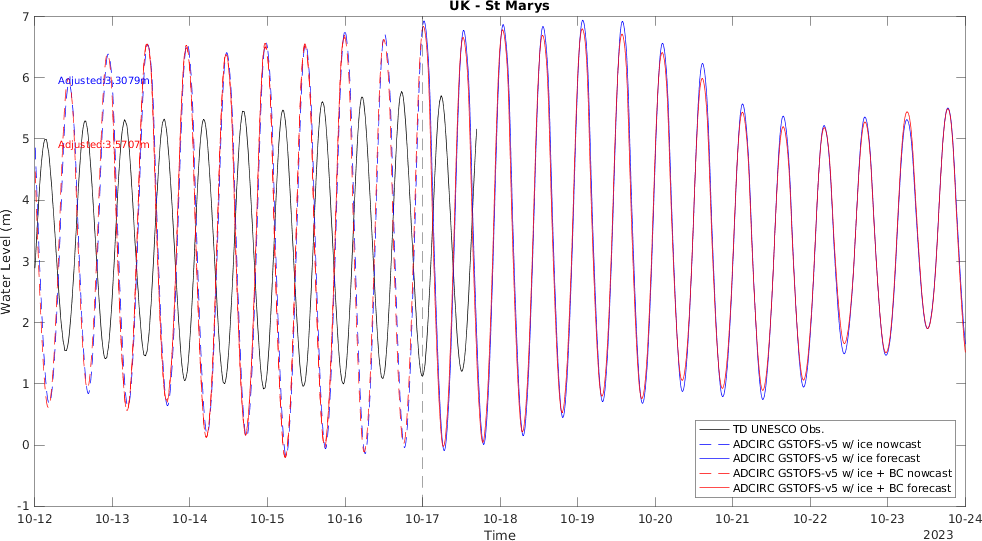 UK - St Marys
7
6
5
4
3
2
1
0
-1
Water Level (m)
Adjusted:3.3079m
Adjusted:3.5707m
TD UNESCO Obs.
ADCIRC GSTOFS-v5 w/ ice nowcast
ADCIRC GSTOFS-v5 w/ ice forecast
ADCIRC GSTOFS-v5 w/ ice + BC nowcast
ADCIRC GSTOFS-v5 w/ ice + BC forecast
10-12 10-13 10-14 10-15 10-16 10-17 10-18 10-19 10-20 10-21 10-22 10-23 10-24
Time
2023